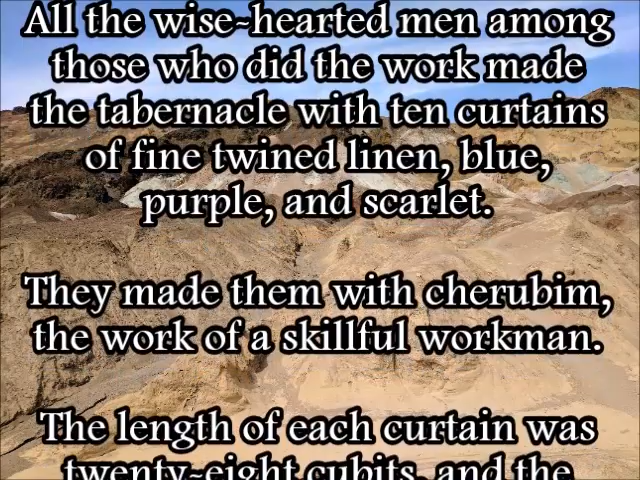 All the wise-hearted men among
those who did the work made
the tabernacle with ten curtains
of fine twined linen, blue,
purple, and scarlet.
They made them with cherubim,
the work of a skillful workman.
The length of each curtain was
twenty-eight cubits, and the